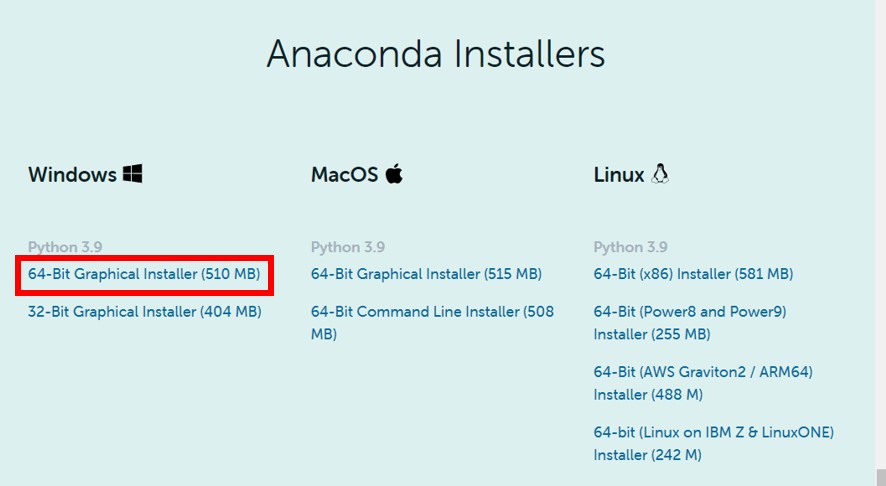 Anaconda Installers
Windows
Python 3.9
64-Bit Graphical Installer (510 MB)
32-Bit Graphical Installer (404 MB)
MacOS
Python 3.9
64-Bit Graphical Installer (515 MB)
64-Bit Command Line Installer (508
MB)
Linux
Python 3.9
64-Bit (x86) Installer (581 MB)
64-Bit (Power8 and Power9)
Installer (255 MB)
64-Bit (AWS Graviton2 / ARM64)
Installer (488 M)
64-bit (Linux on IBM Z & LinuxONE)
Installer (242 M)